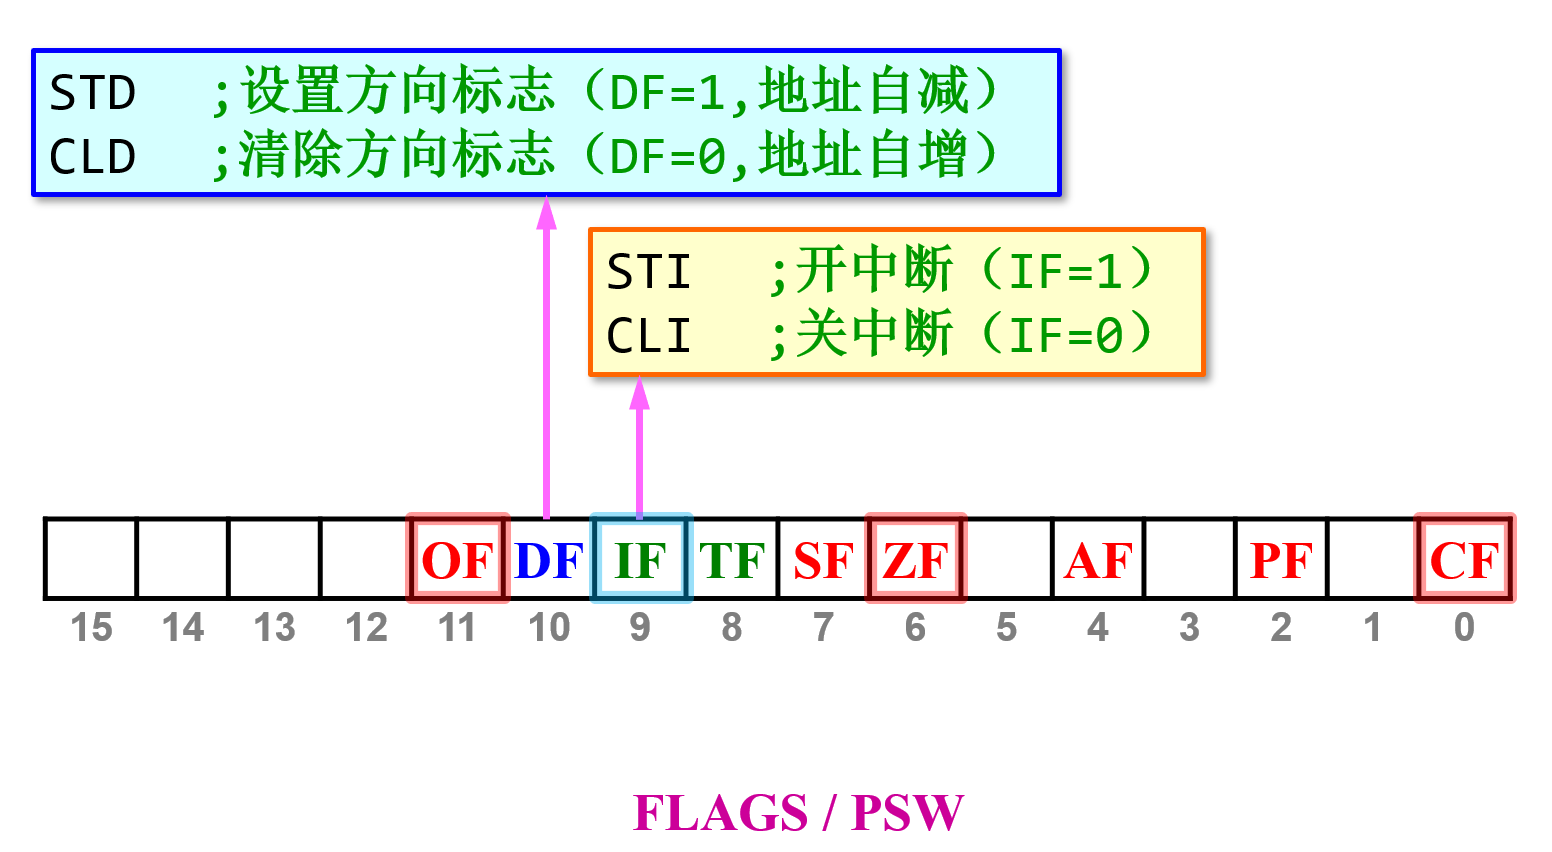 STD ;设置方向标志（DF=1,地址自减）
CLD ;清除方向标志（DF=0,地址自增）
STI ;开中断（IF=1）
CLI ;关中断（IF=0）
OF DF IF TF SF ZF AF PF CF
15 14 13 12 11 10 9 8 7 6 5 4 3 2 1 0
FLAGS / PSW